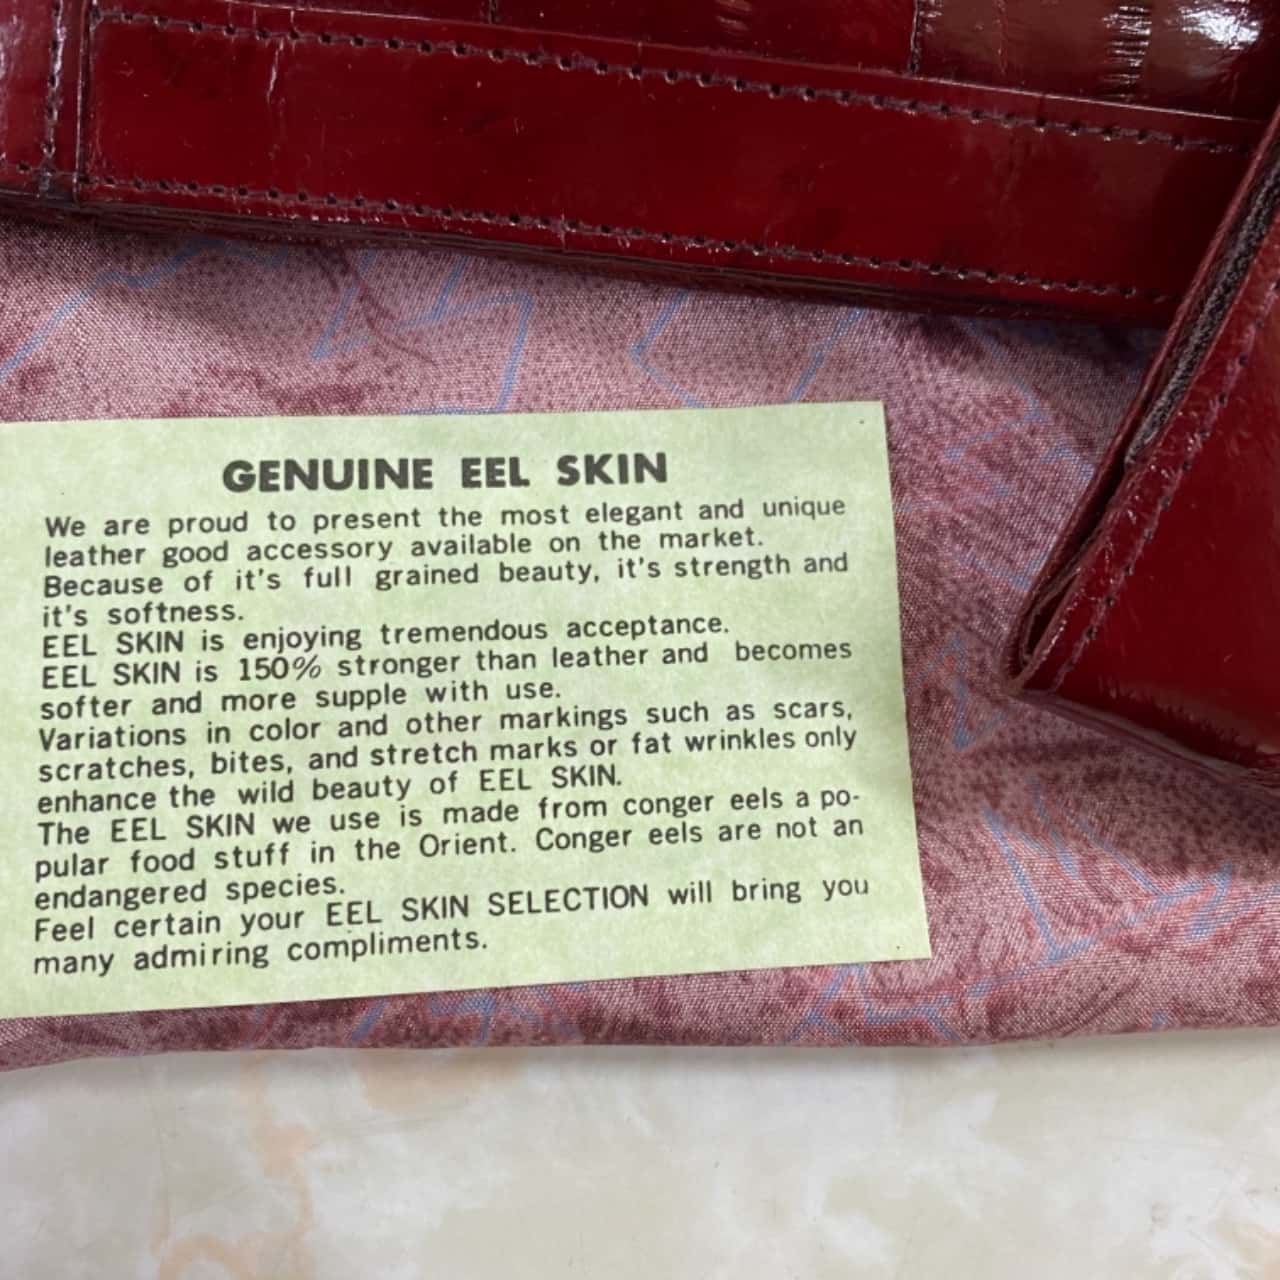 GENUINE EEL SKIN
We are proud to present the most elegant and unique
leather good accessory available on the market.
Because of it's full grained beauty, it's strength and
it's softness.
EEL SKIN is enjoying tremendous acceptance.
EEL SKIN is 150% stronger than leather and becomes
softer and more supple with use.
Variations in color and other markings such as scars,
scratches, bites, and stretch marks or fat wrinkles only
enhance the wild beauty of EEL SKIN.
The EEL SKIN we use is made from conger eels a po-
pular food stuff in the Orient. Conger eels are not an
endangered species.
Feel certain your EEL SKIN SELECTION will bring you
many admiring compliments.